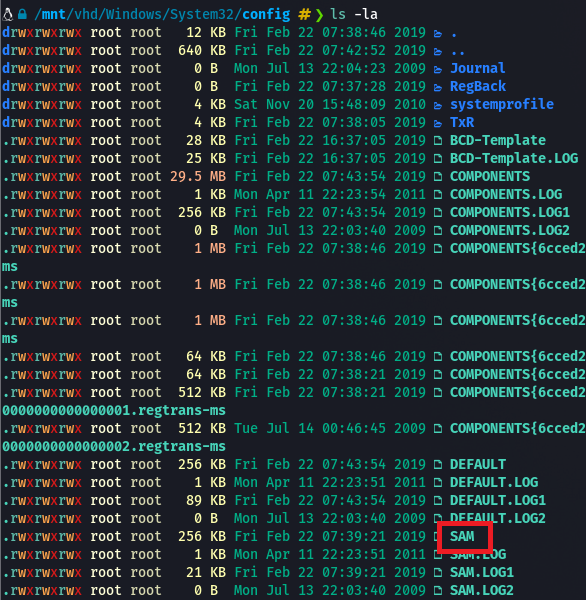 /mnt/vhd/Windows/System32/config # ❯ ls -la
drwxrwxrwx root root 12 KB Fri Feb 22 07:38:46 2019 .
drwxrwxrwx root root 640 KB Fri Feb 22 07:42:52 2019 ..
drwxrwxrwx root root 0 B Mon Jul 13 22:04:23 2009 Journal
drwxrwxrwx root root 0 B Fri Feb 22 07:37:28 2019 RegBack
drwxrwxrwx root root 4 KB Sat Nov 20 15:48:09 2010 systemprofile
drwxrwxrwx root root 4 KB Fri Feb 22 07:38:05 2019 TxR
.rwxrwxrwx root root 28 KB Fri Feb 22 16:37:05 2019 BCD-Template
.rwxrwxrwx root root 25 KB Fri Feb 22 16:37:05 2019 BCD-Template.LOG
.rwxrwxrwx root root 29.5 MB Fri Feb 22 07:43:54 2019 COMPONENTS
.rwxrwxrwx root root 1 KB Mon Apr 11 22:23:54 2011 COMPONENTS.LOG
.rwxrwxrwx root root 256 KB Fri Feb 22 07:43:54 2019 COMPONENTS.LOG1
.rwxrwxrwx root root 0 B Mon Jul 13 22:03:40 2009 COMPONENTS.LOG2
.rwxrwxrwx root root 1 MB Fri Feb 22 07:38:46 2019 COMPONENTS{6cced2
ms
.rwxrwxrwx root root 1 MB Fri Feb 22 07:38:46 2019 COMPONENTS{6cced2
ms
.rwxrwxrwx root root 1 MB Fri Feb 22 07:38:46 2019 COMPONENTS{6cced2
ms
.rwxrwxrwx root root 64 KB Fri Feb 22 07:38:46 2019 COMPONENTS{6cced2
.rwxrwxrwx root root 64 KB Fri Feb 22 07:38:21 2019 COMPONENTS{6cced2
.rwxrwxrwx root root 512 KB Fri Feb 22 07:38:21 2019 COMPONENTS{6cced2
0000000000000001.regtrans-ms
.rwxrwxrwx root root 512 KB Tue Jul 14 00:46:45 2009 COMPONENTS{6cced2
0000000000000002.regtrans-ms
.rwxrwxrwx root root 256 KB Fri Feb 22 07:43:54 2019 DEFAULT
.rwxrwxrwx root root 1 KB Mon Apr 11 22:23:51 2011 DEFAULT.LOG
.rwxrwxrwx root root 89 KB Fri Feb 22 07:43:54 2019 DEFAULT.LOG1
.rwxrwxrwx root root 0 B Mon Jul 13 22:03:40 2009 DEFAULT.LOG2
.rwxrwxrwx root root 256 KB Fri Feb 22 07:39:21 2019 SAM
.rwxrwxrwx root root 1 KB Mon Apr 11 22:23:51 2011 SAM.LOG
.rwxrwxrwx root root 21 KB Fri Feb 22 07:39:21 2019 SAM.LOG1
.rwxrwxrwx root root 0 B Mon Jul 13 22:03:40 2009 SAM.LOG2